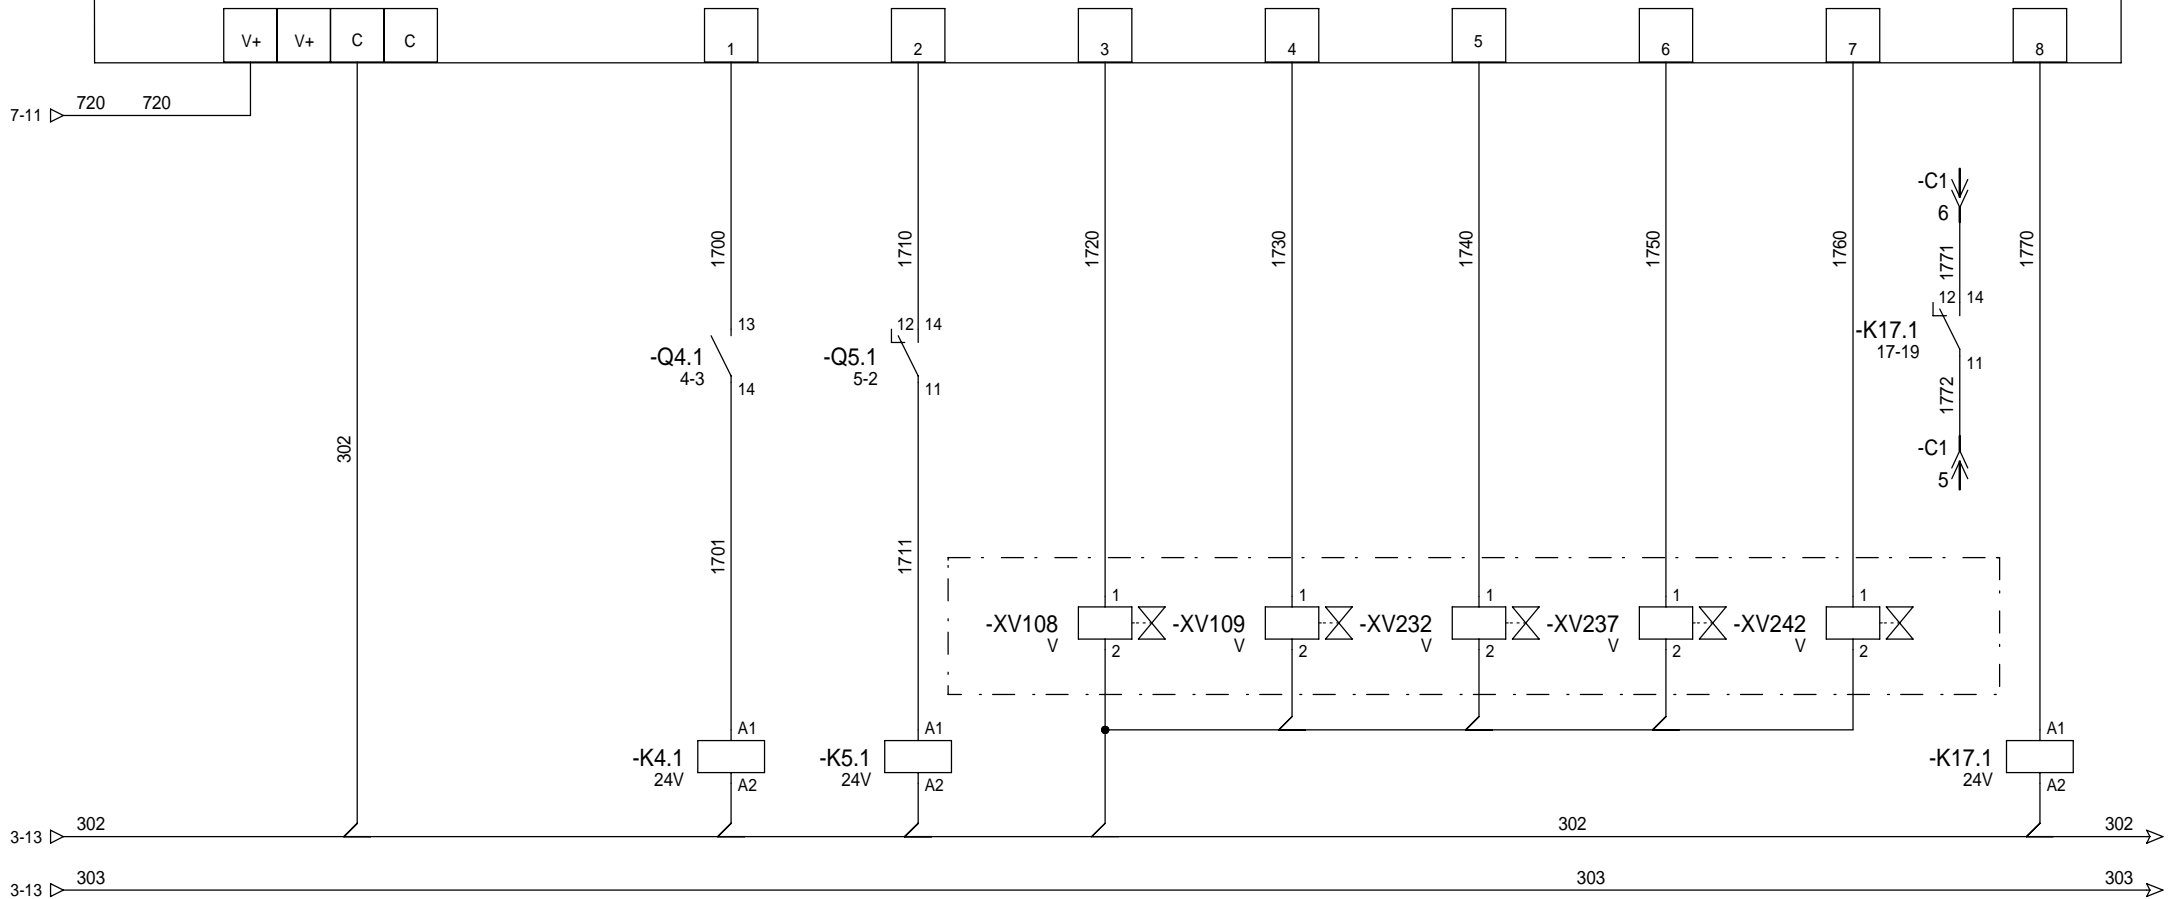 V+ V+ C C 1 2 3 4 5 6 7 8
720 720
7-11
-C1
6
1700 1710 1720 1730 1740 1750 1760 1771 1770
12 14
-K17.1
17-19
11
13
-Q4.1
4-3
14
12 14
-Q5.1
5-2
11
1772
-C1
5
302
1701 1711
1 1 1 1 1
-XV108 -XV109 -XV232 -XV237 -XV242
V V V V V
2 2 2 2 2
A1 A1 A1
-K4.1 -K5.1 -K17.1
24V 24V 24V
A2 A2 A2
302 302 302
3-13
303 303 303
3-13